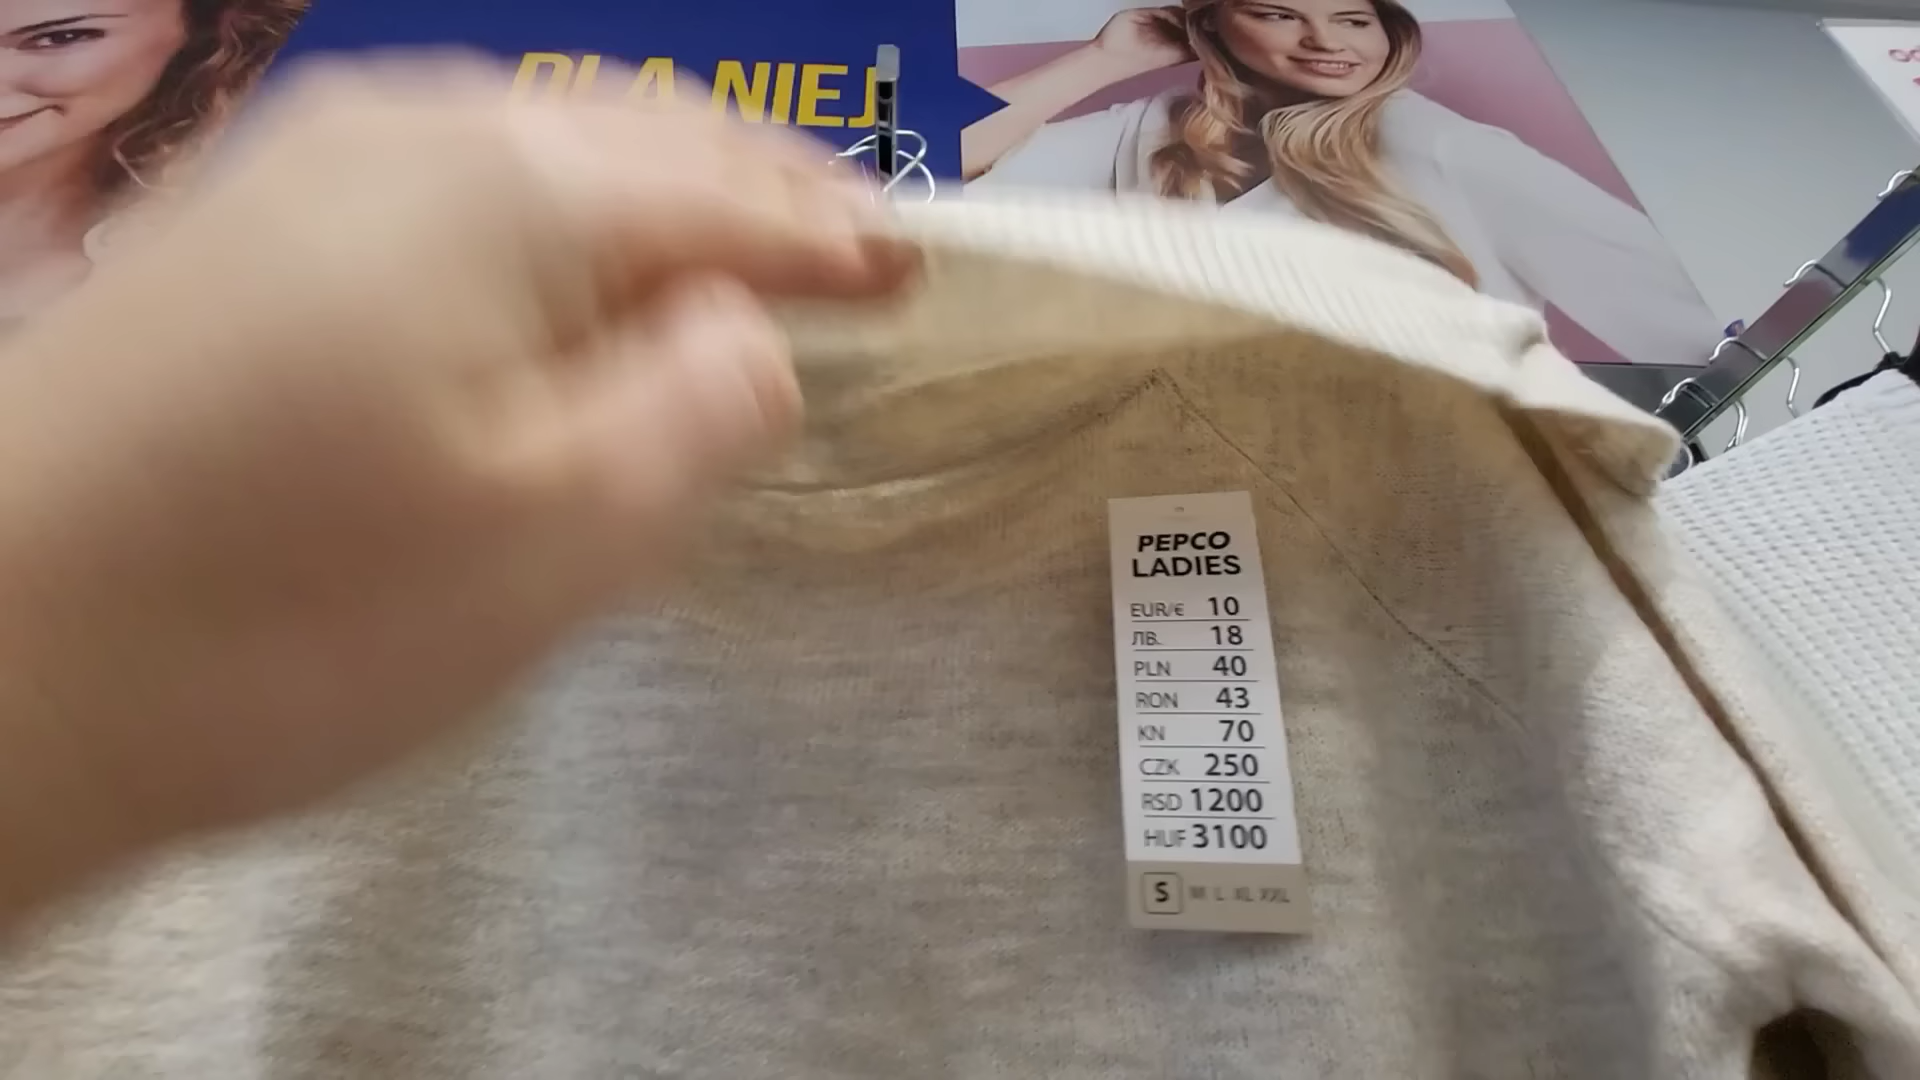 DLA NIEJ
PEPCO
LADIES
EUR/€ 10
ЛВ. 18
PLN 40
RON 43
KN 70
CZK 250
RSD 1200
HUF 3100
S M L XL XXL